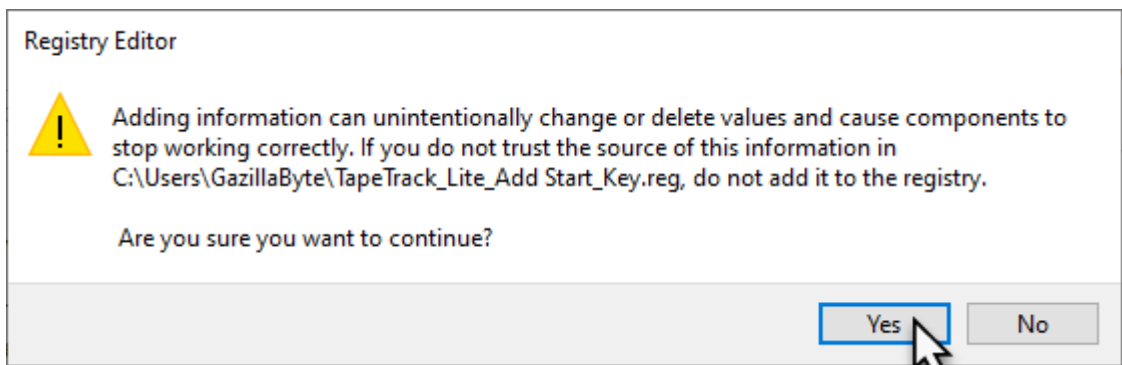 Registry Editor
Adding information can unintentionally change or delete values and cause components to
stop working correctly. If you do not trust the source of this information in
C:\Users\GazillaByte\TapeTrack_Lite_Add Start_Key.reg, do not add it to the registry.
Are you sure you want to continue?
Yes No